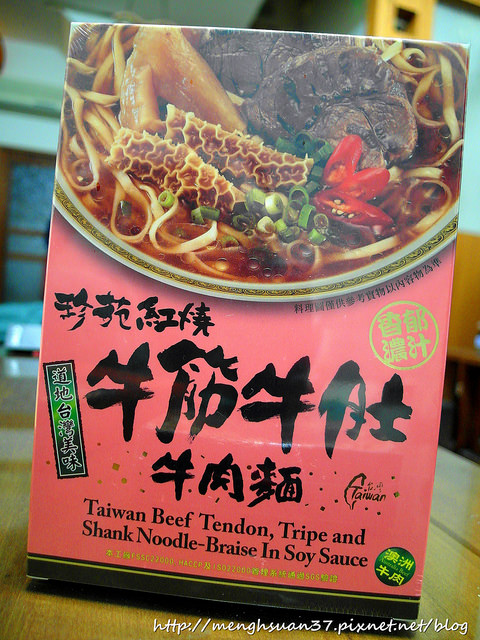 料理圖僅供參考實物以內容物為準
珍苑紅燒
香郁
濃汁
牛筋牛肚
道地台灣美味
牛肉麵
Taiwan
Taiwan Beef Tendon, Tripe and
Shank Noodle-Braise In Soy Sauce
澳洲
牛肉
http://menghsuan37.pixnet.net/blog